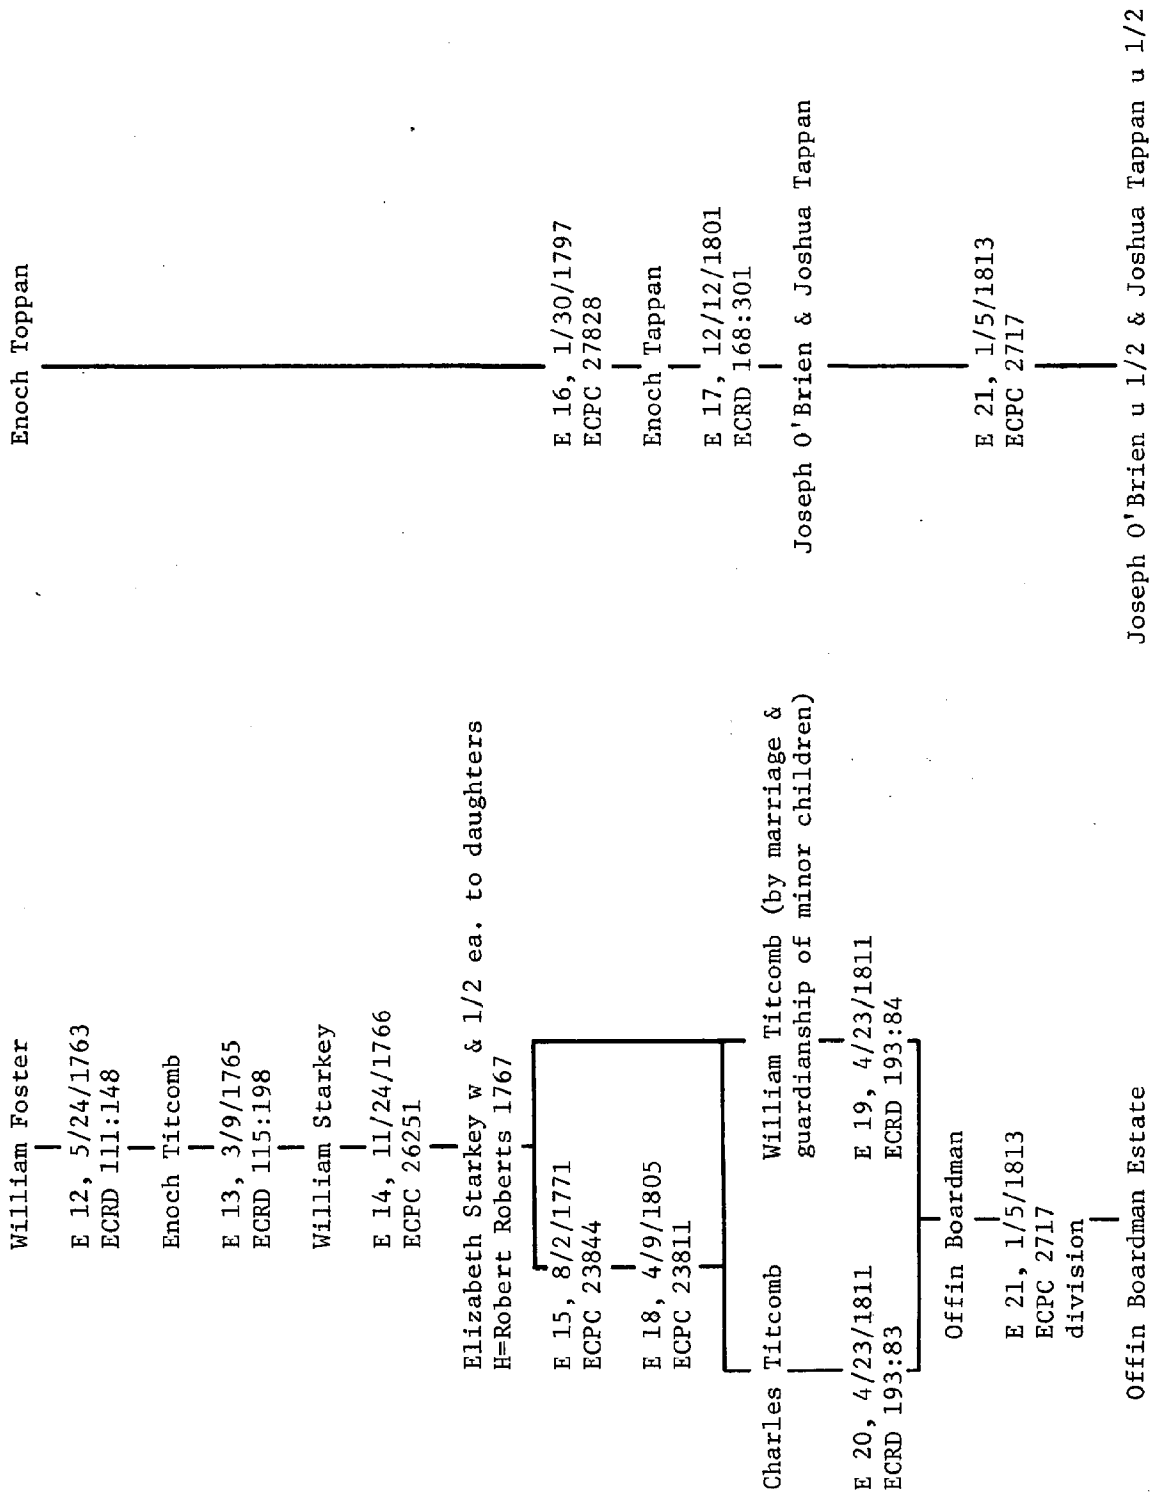 William Foster
E 12, 5/24/1763
ECRD 111:148
Enoch Titcomb
E 13, 3/9/1765
ECRD 115:198
William Starkey
E 14, 11/24/1766
ECPC 26251
Elizabeth Starkey w & 1/2 ea. to daughters
H=Robert Roberts 1767
E 15, 8/2/1771
ECPC 23844
E 18, 4/9/1805
ECPC 23811
Charles Titcomb
E 20, 4/23/1811
ECRD 193:83
William Titcomb (by marriage &
guardianship of minor children)
E 19, 4/23/1811
ECRD 193:84
Offin Boardman
E 21, 1/5/1813
ECPC 2717
division
Offin Boardman Estate
Enoch Toppan
E 16, 1/30/1797
ECPC 27828
Enoch Tappan
E 17, 12/12/1801
ECRD 168:301
Joseph O'Brien & Joshua Tappan
E 21, 1/5/1813
ECPC 2717
Joseph O'Brien u 1/2 & Joshua Tappan u 1/2